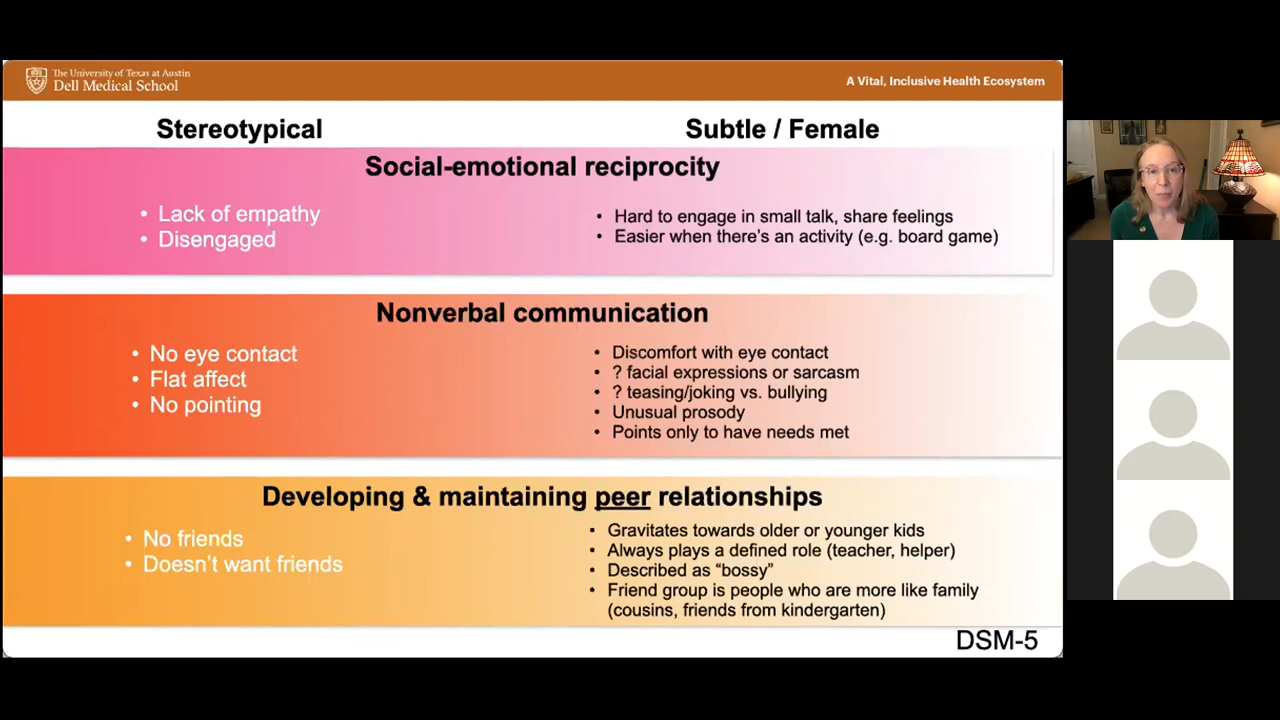 The University of Texas at Austin
Dell Medical School
A Vital, Inclusive Health Ecosystem
Stereotypical
Subtle / Female
Social-emotional reciprocity
• Lack of empathy
• Disengaged
• Hard to engage in small talk, share feelings
• Easier when there's an activity (e.g. board game)
Nonverbal communication
• No eye contact
• Flat affect
• No pointing
• Discomfort with eye contact
• ? facial expressions or sarcasm
• ? teasing/joking vs. bullying
• Unusual prosody
• Points only to have needs met
Developing & maintaining peer relationships
• No friends
• Doesn't want friends
• Gravitates towards older or younger kids
• Always plays a defined role (teacher, helper)
• Described as "bossy"
• Friend group is people who are more like family
(cousins, friends from kindergarten)
DSM-5